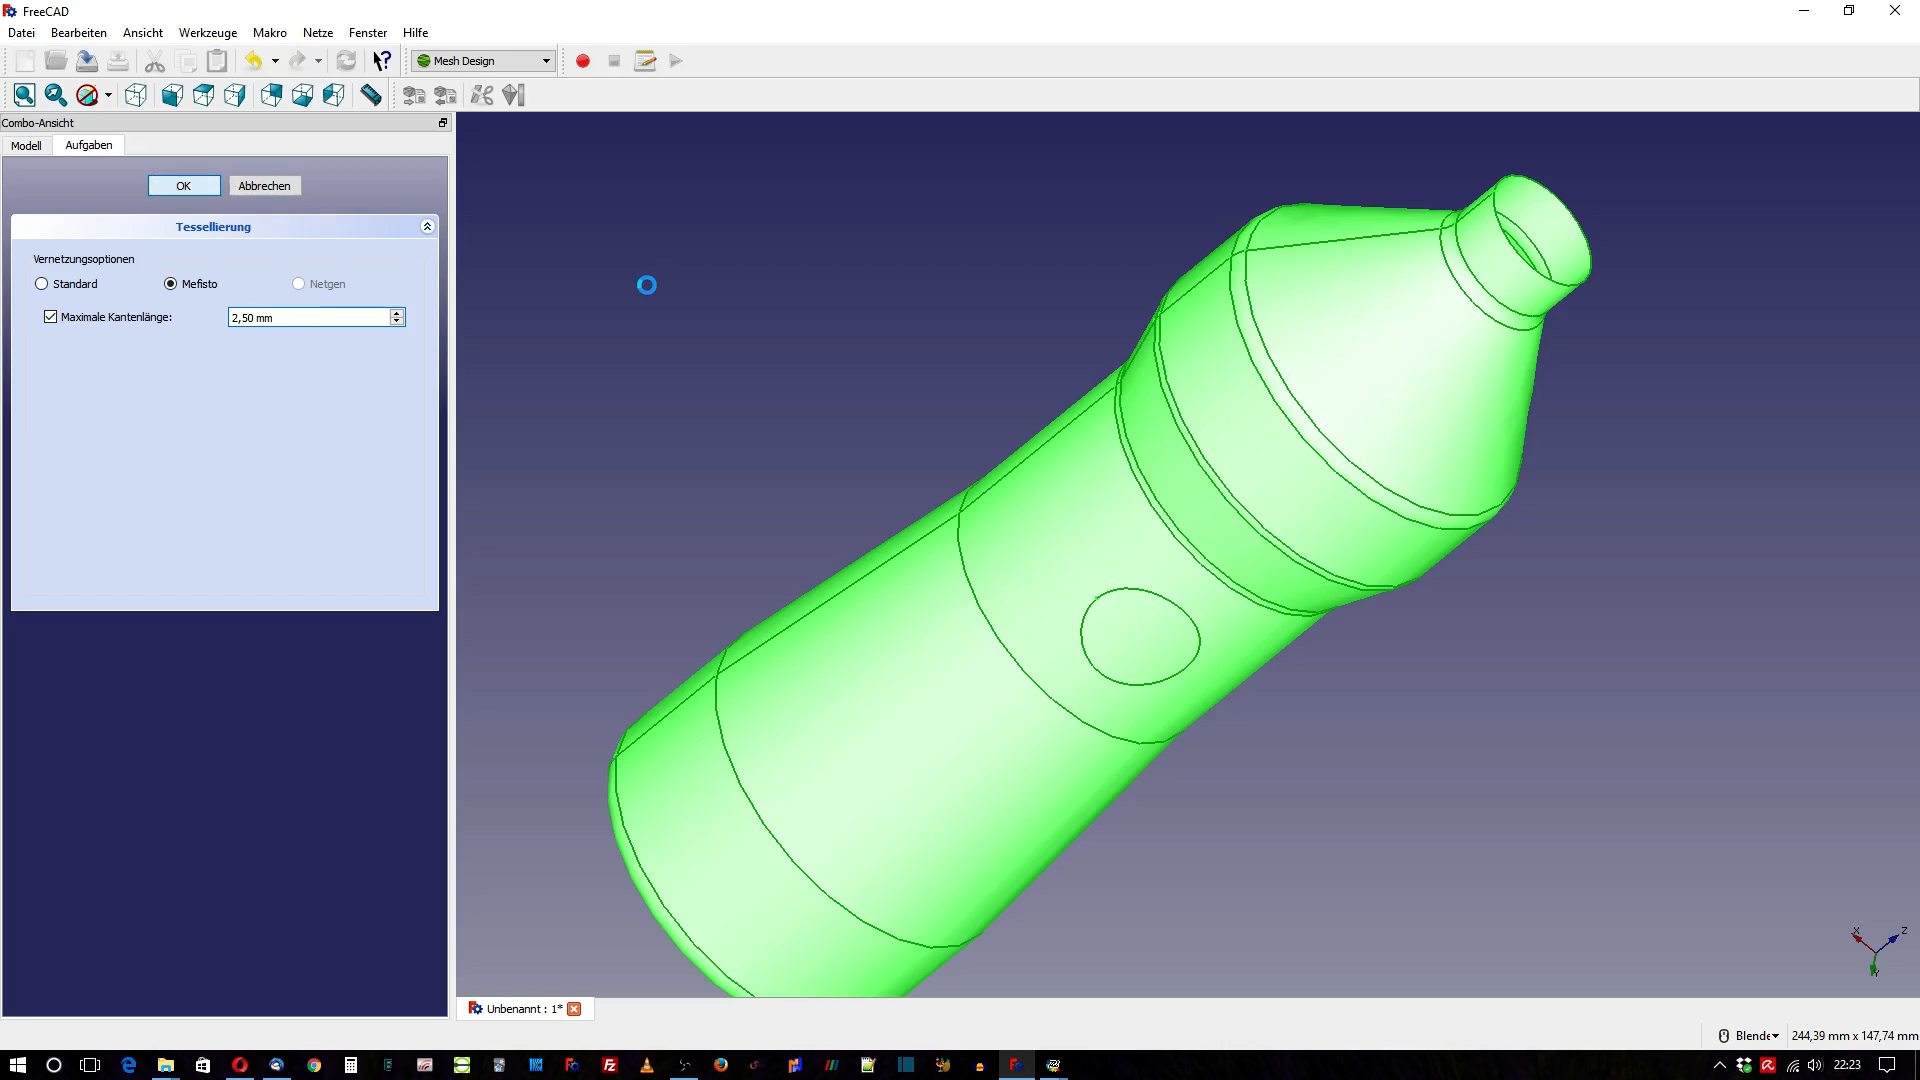 FreeCAD
Datei Bearbeiten Ansicht Werkzeuge Makro Netze Fenster Hilfe
Mesh Design
Combo-Ansicht
Modell Aufgaben
OK Abbrechen
Tessellierung
Vernetzungsoptionen
Standard Mefisto Netgen
Maximale Kantenlänge: 2,50 mm
X Z
Y
Unbenannt : 1*
Blende 244,39 mm x 147,74 mm
22:23